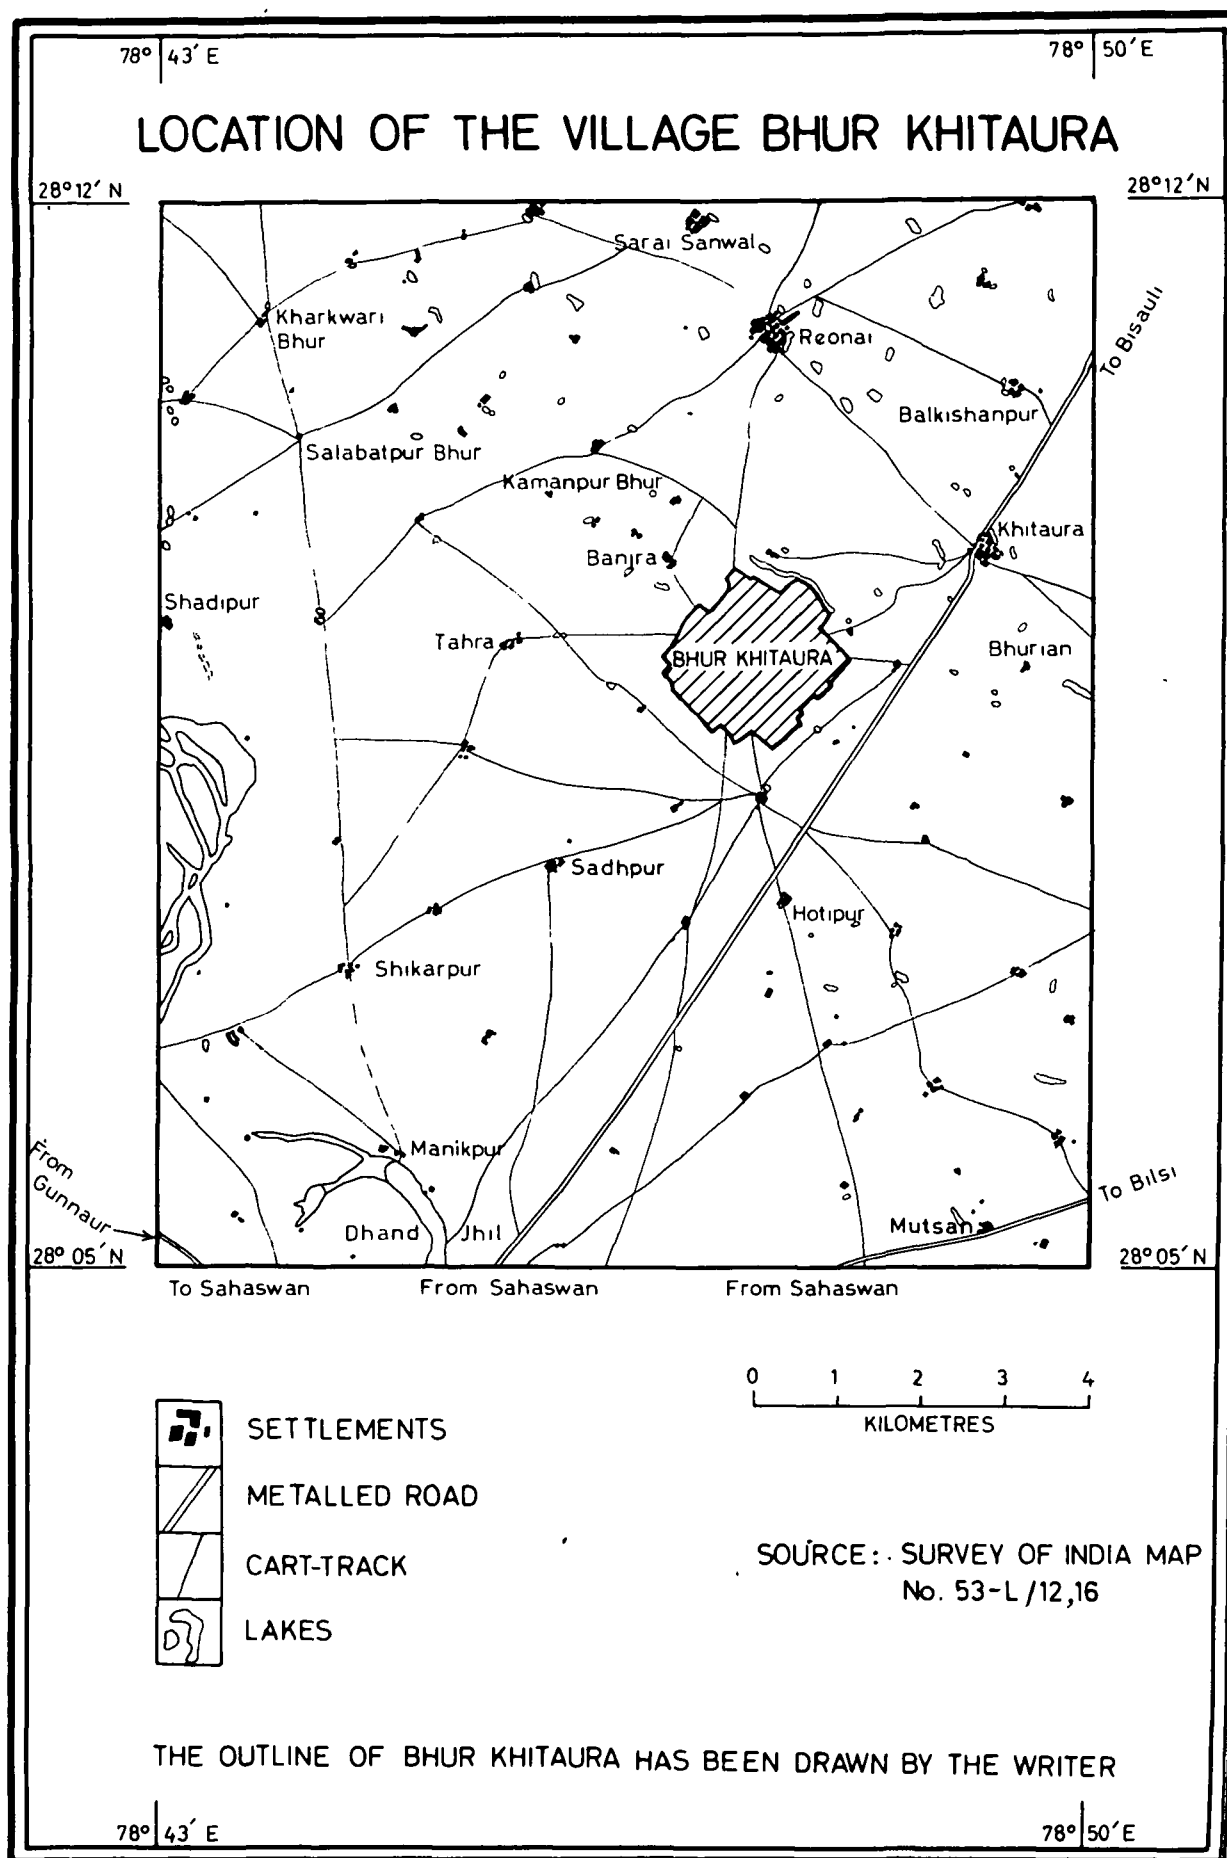 78° 43′ E
78° 50′ E
LOCATION OF THE VILLAGE BHUR KHITAURA
28°12′ N
28°12′ N
Sarai Sanwal
Kharkwari
Bhur
Reonai
To Bisauli
Balkishanpur
Salabatpur Bhur
Kamanpur Bhur
Khitaura
Banjra
Shadipur
Tahra
Bhurian
BHUR KHITAURA
Sadhpur
Hotipur
Shikarpur
Manikpur
From
Gunnaur
To Bilsi
Dhand Jhil
Mutsan
28° 05′ N
28° 05′ N
To Sahaswan
From Sahaswan
From Sahaswan
0 1 2 3 4
KILOMETRES
SETTLEMENTS
METALLED ROAD
CART-TRACK
LAKES
SOURCE: SURVEY OF INDIA MAP
No. 53-L/12,16
THE OUTLINE OF BHUR KHITAURA HAS BEEN DRAWN BY THE WRITER
78° 43′ E
78° 50′ E